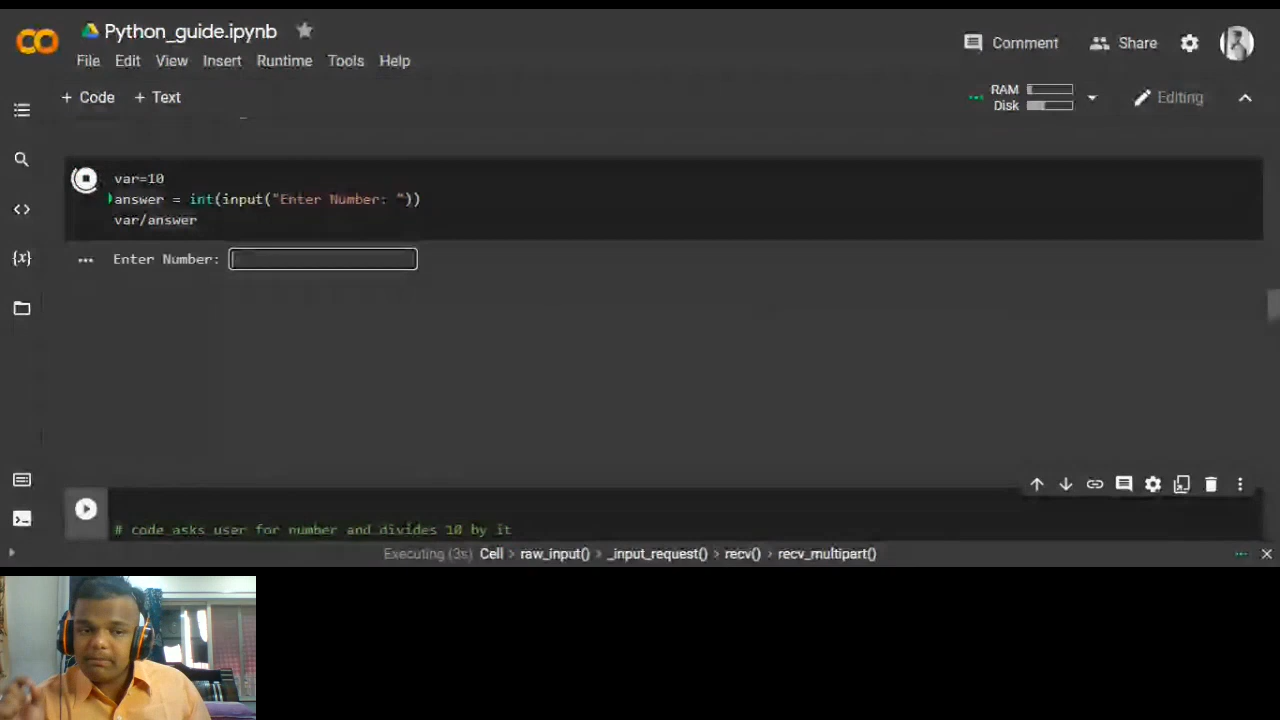 Python_guide.ipynb
File Edit View Insert Runtime Tools Help
Comment Share
+ Code + Text
RAM
Disk
Editing
var=10
answer = int(input("Enter Number: "))
var/answer
Enter Number:
# code asks user for number and divides 10 by it
Executing (3s) Cell > raw_input() > _input_request() > recv() > recv_multipart()